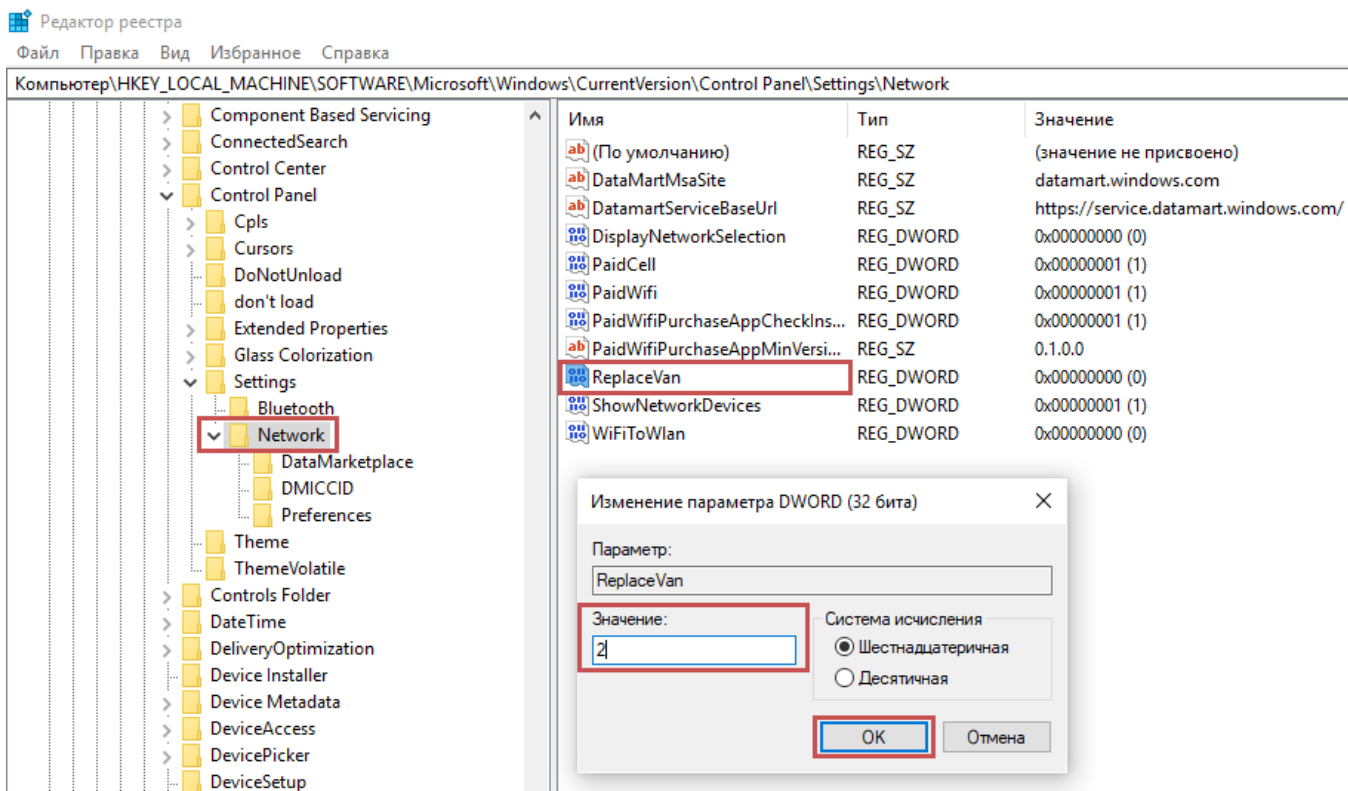 Редактор реестра
Файл Правка Вид Избранное Справка
Компьютер\HKEY_LOCAL_MACHINE\SOFTWARE\Microsoft\Windows\CurrentVersion\Control Panel\Settings\Network
Component Based Servicing
ConnectedSearch
Control Center
Control Panel
Cpls
Cursors
DoNotUnload
don't load
Extended Properties
Glass Colorization
Settings
Bluetooth
Network
DataMarketplace
DMICCID
Preferences
Theme
ThemeVolatile
Controls Folder
DateTime
DeliveryOptimization
Device Installer
Device Metadata
DeviceAccess
DevicePicker
DeviceSetup
Имя Тип Значение
(По умолчанию) REG_SZ (значение не присвоено)
DataMartMsaSite REG_SZ datamart.windows.com
DatamartServiceBaseUrl REG_SZ https://service.datamart.windows.com/
DisplayNetworkSelection REG_DWORD 0x00000000 (0)
PaidCell REG_DWORD 0x00000001 (1)
PaidWifi REG_DWORD 0x00000001 (1)
PaidWifiPurchaseAppCheckIns... REG_DWORD 0x00000001 (1)
PaidWifiPurchaseAppMinVersi... REG_SZ 0.1.0.0
ReplaceVan REG_DWORD 0x00000000 (0)
ShowNetworkDevices REG_DWORD 0x00000001 (1)
WiFiToWlan REG_DWORD 0x00000000 (0)
Изменение параметра DWORD (32 бита)
Параметр:
ReplaceVan
Значение:
2
Система исчисления
Шестнадцатеричная
Десятичная
OK Отмена